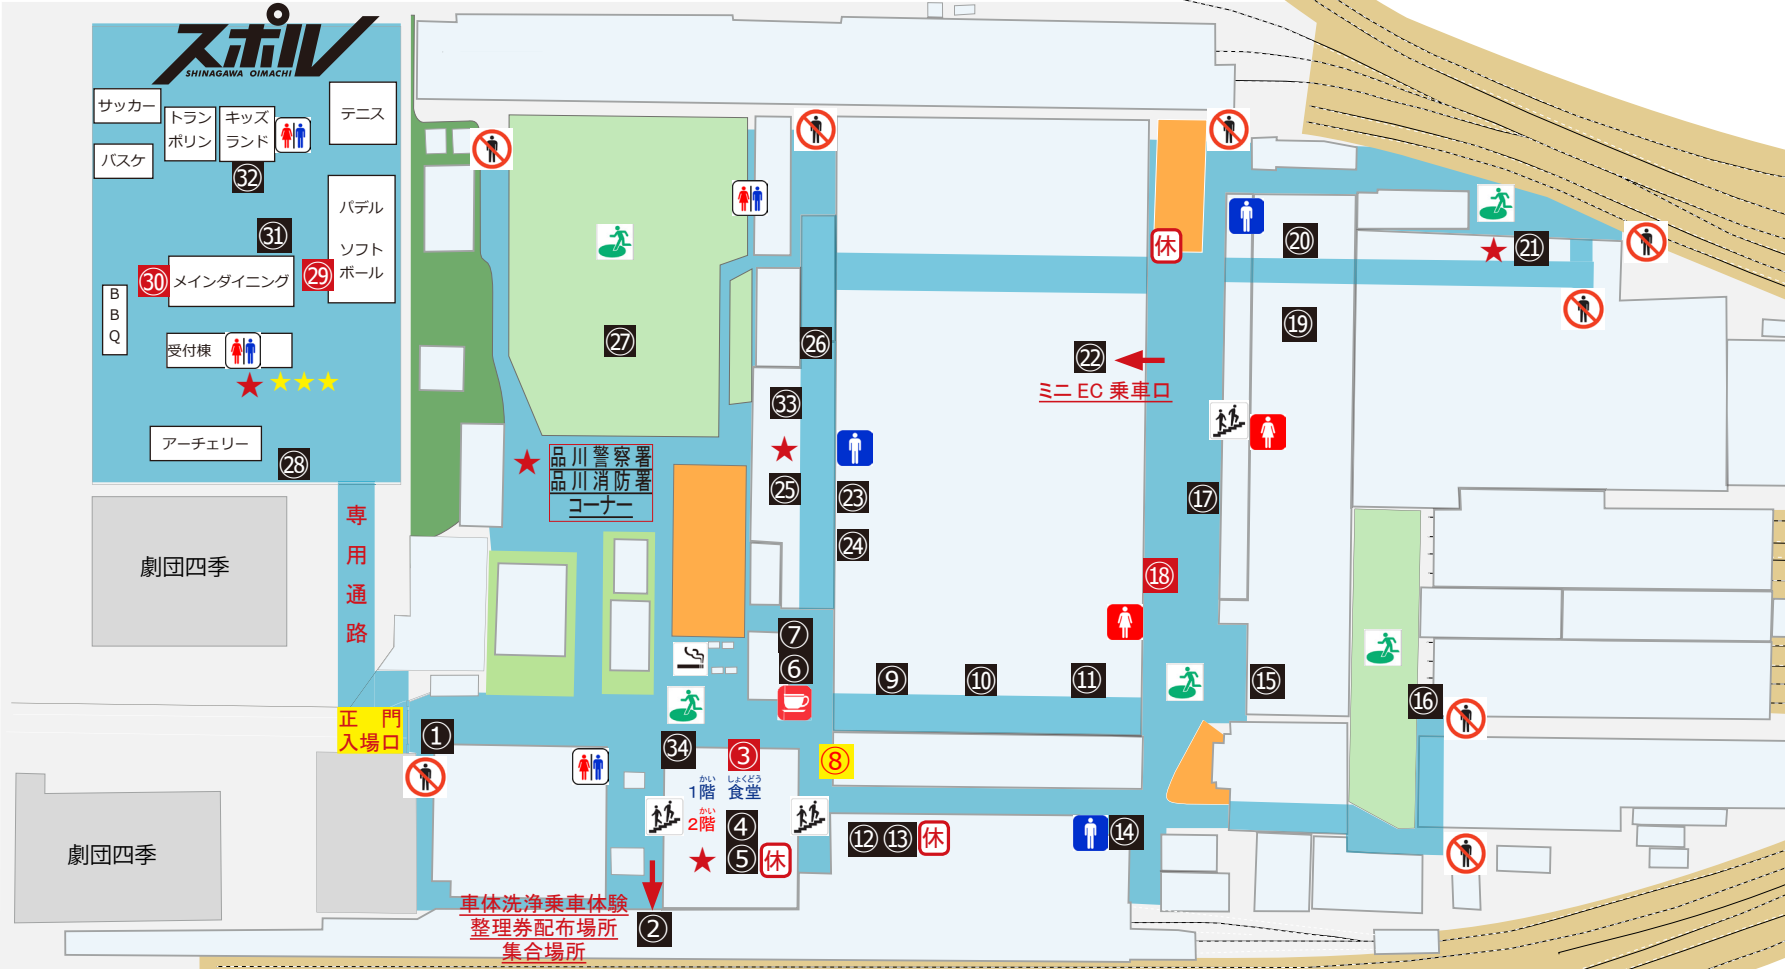 スポル
SHINAGAWA OIMACHI
サッカー
トラン
ポリン
キッズ
ランド
テニス
バスケ
㉜
パデル
ソフト
ボール
㉛
㉚
メインダイニング
㉙
B
B
Q
受付棟
アーチェリー
㉘
専
用
通
路
劇団四季
正門
入場口
①
劇団四季
㉗
品川警察署
品川消防署
コーナー
㉖
㉝
㉕
㉓
㉔
⑦
⑥
⑨
⑩
⑪
㉞
③
⑧
かい
しょくどう
1階 食堂
かい
2階
④
⑤
休
⑫
⑬
休
⑭
車体洗浄乗車体験
整理券配布場所
集合場所
②
休
⑳
㉑
⑲
㉒
ミニ EC 乗車口
⑰
⑱
⑮
⑯